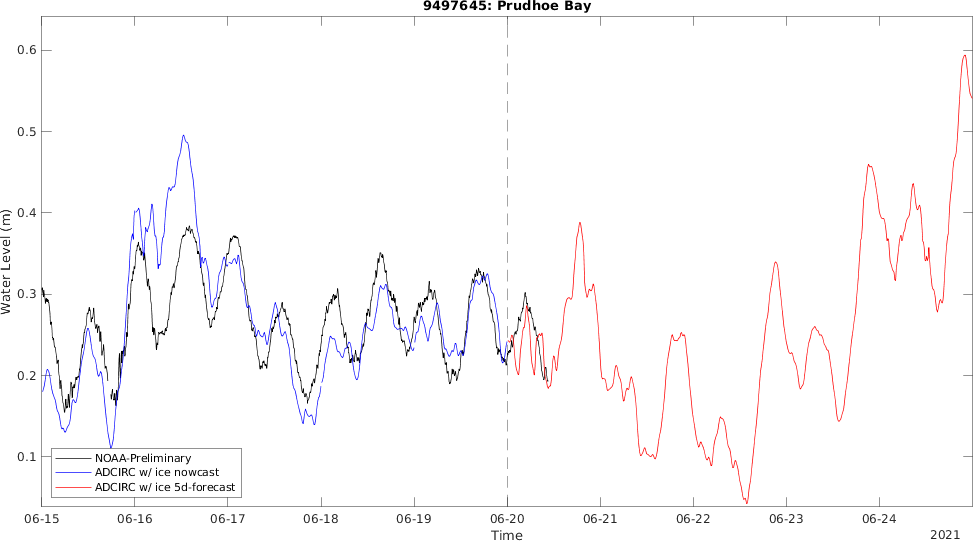 9497645: Prudhoe Bay
Water Level (m)
0.6
0.5
0.4
0.3
0.2
0.1
NOAA-Preliminary
ADCIRC w/ ice nowcast
ADCIRC w/ ice 5d-forecast
06-15 06-16 06-17 06-18 06-19 06-20 06-21 06-22 06-23 06-24
Time
2021